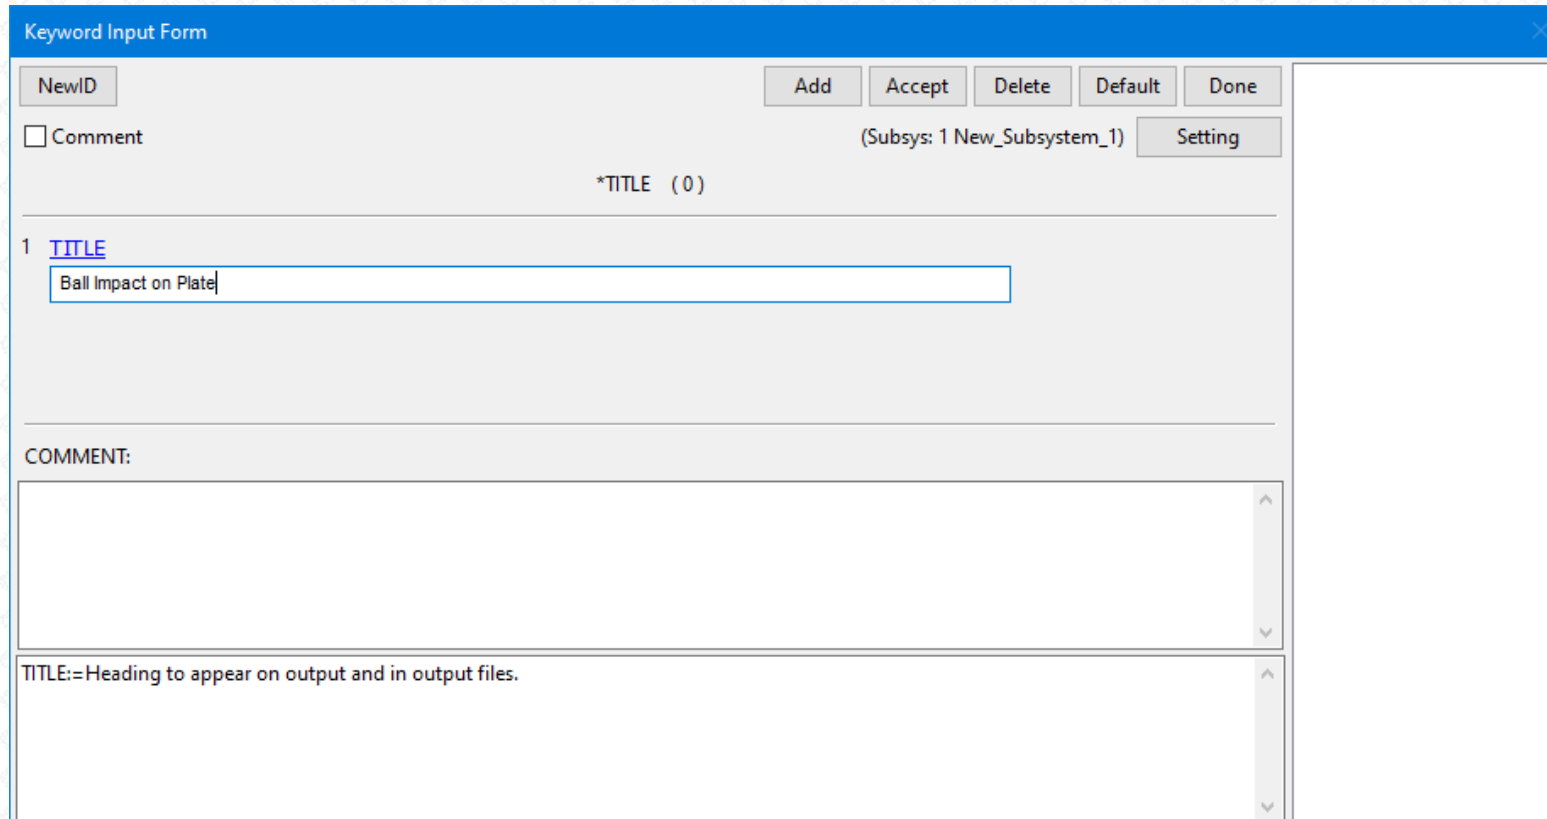 Keyword Input Form
NewID Add Accept Delete Default Done
Comment (Subsys: 1 New_Subsystem_1) Setting
*TITLE ( 0 )
1 TITLE
Ball Impact on Plate
COMMENT:
TITLE:=Heading to appear on output and in output files.